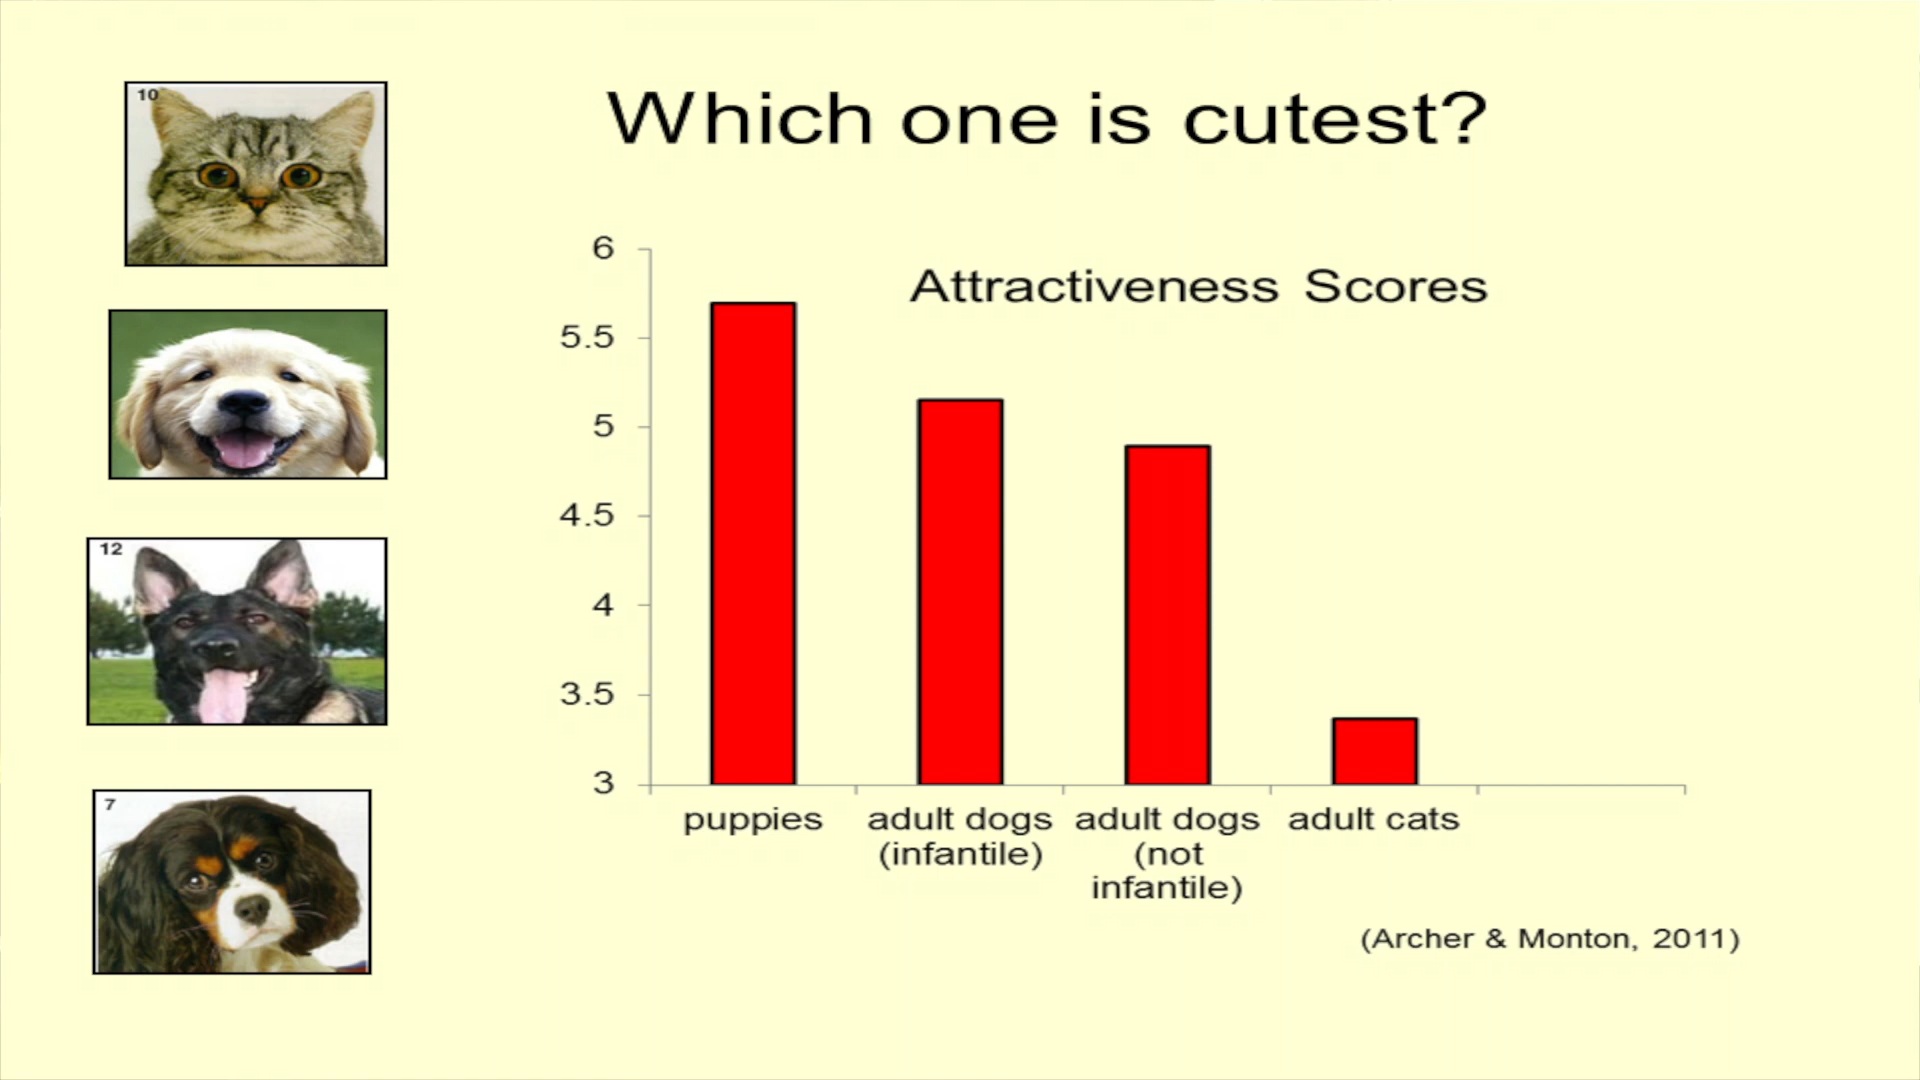 Which one is cutest?
10
12
7
Attractiveness Scores
6
5.5
5
4.5
4
3.5
3
puppies
adult dogs
(infantile)
adult dogs
(not
infantile)
adult cats
(Archer & Monton, 2011)